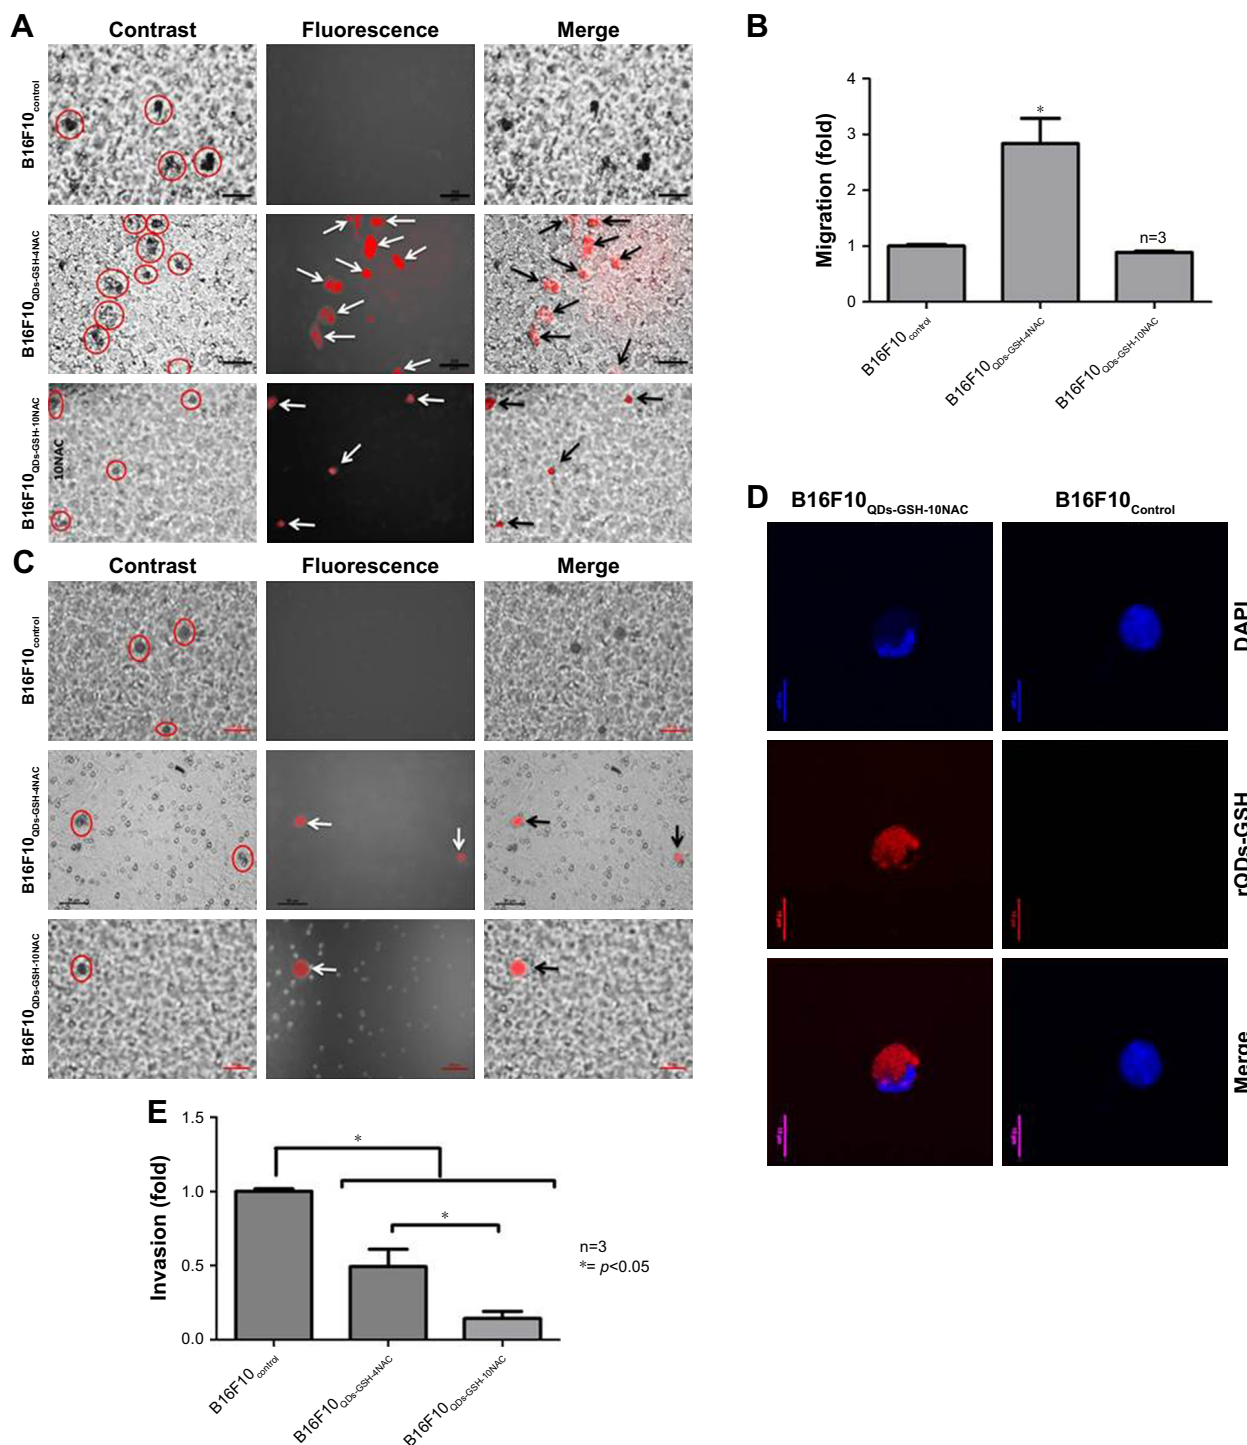 A
Contrast
Fluorescence
Merge
B16F10control
B16F10QDs-GSH-4NAC
B16F10QDs-GSH-10NAC
10NAC
B
Migration (fold)
4
3
2
1
0
*
n=3
B16F10control
B16F10QDs-GSH-4NAC
B16F10QDs-GSH-10NAC
C
Contrast
Fluorescence
Merge
B16F10control
B16F10QDs-GSH-4NAC
B16F10QDs-GSH-10NAC
D
B16F10QDs-GSH-10NAC
B16F10Control
DAPI
rQDs-GSH
Merge
E
Invasion (fold)
1.5
1.0
0.5
0.0
*
*
n=3
*= p<0.05
B16F10control
B16F10QDs-GSH-4NAC
B16F10QDs-GSH-10NAC